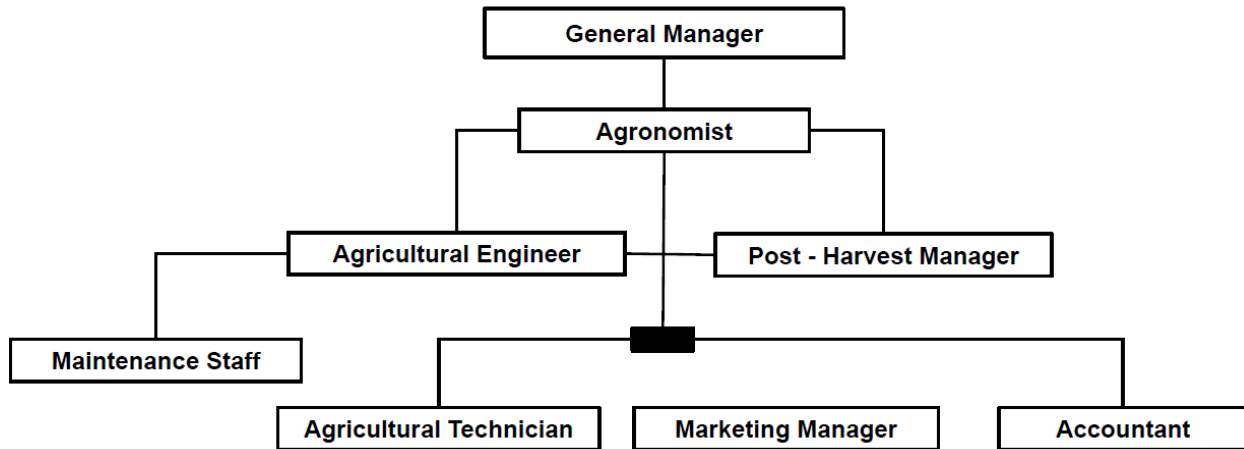 General Manager
Agronomist
Agricultural Engineer
Post - Harvest Manager
Maintenance Staff
Agricultural Technician
Marketing Manager
Accountant